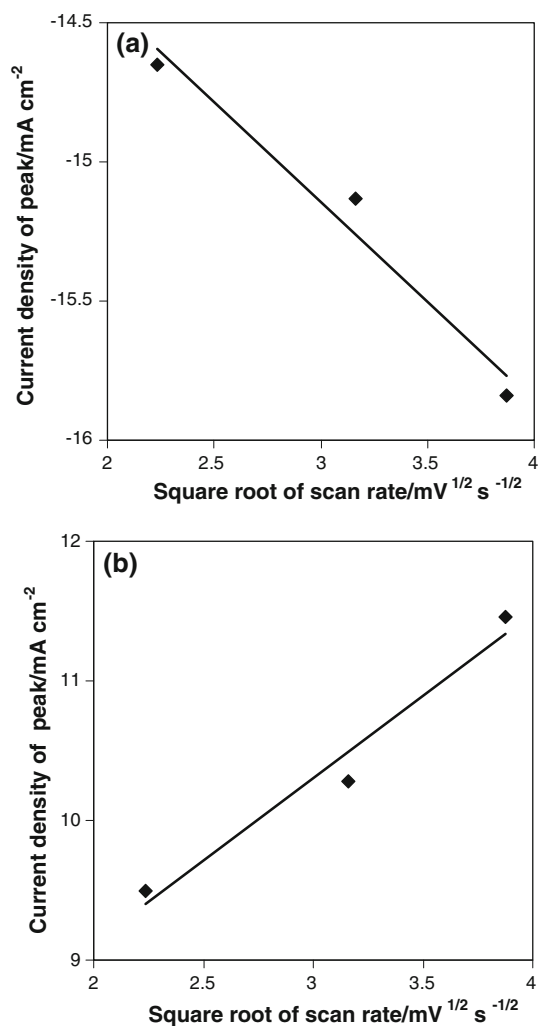 (a)
-14.5
-15
-15.5
-16
2 2.5 3 3.5 4
Current density of peak/mA cm-2
Square root of scan rate/mV 1/2 s -1/2
(b)
12
11
10
9
2 2.5 3 3.5 4
Current density of peak/mA cm-2
Square root of scan rate/mV 1/2 s -1/2